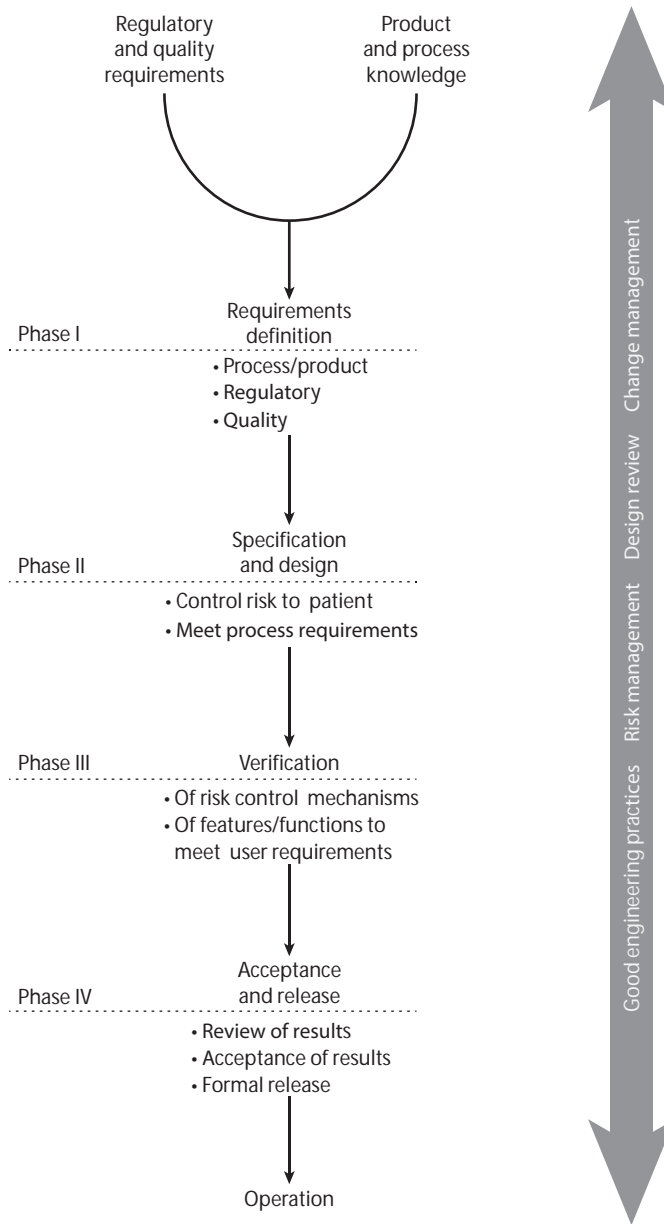 Regulatory
and quality
requirements
Product
and process
knowledge
Phase I
Requirements
definition
• Process/product
• Regulatory
• Quality
Phase II
Specification
and design
• Control risk to patient
• Meet process requirements
Phase III
Verification
• Of risk control mechanisms
• Of features/functions to
meet user requirements
Phase IV
Acceptance
and release
• Review of results
• Acceptance of results
• Formal release
Operation
Good engineering practices Risk management Design review Change management